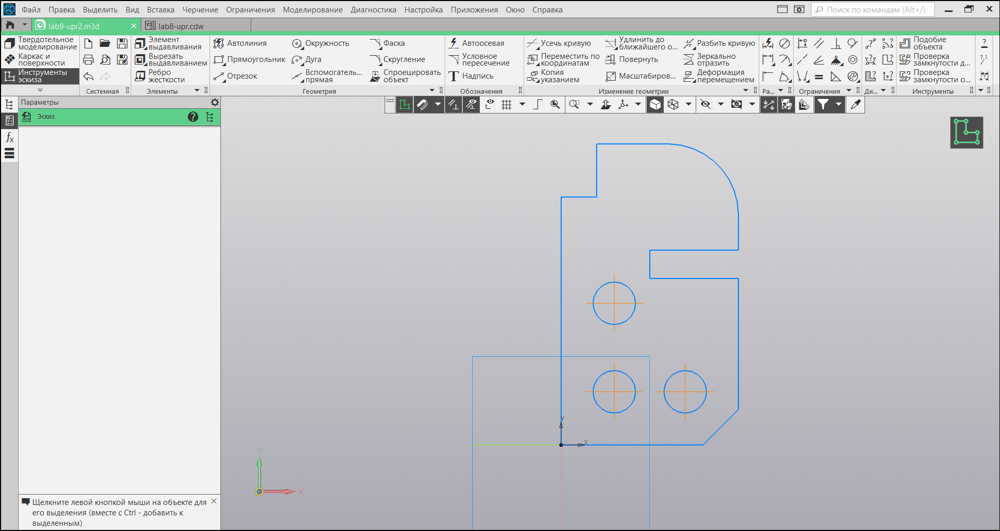 Файл Правка Выделить Вид Вставка Черчение Ограничения Моделирование Диагностика Настройка Приложения Окно Справка Поиск по командам (Alt+/)
lab9-upr2.m3d lab8-upr.cdw
Твердотельное моделирование
Каркас и поверхности
Инструменты эскиза
Системная
Элемент выдавливания
Вырезать выдавливанием
Ребро жесткости
Элементы
Автолиния Окружность Фаска
Прямоугольник Дуга Скругление
Отрезок Вспомогатель... прямая Спроецировать объект
Геометрия
Автоосевая
Условное пересечение
Надпись
Обозначения
Усечь кривую Удлинить до ближайшего о... Разбить кривую
Переместить по координатам Повернуть Зеркально отразить
Копия указанием Масштабиров... Деформация перемещением
Изменение геометрии
Ра...
Ограничения
Ди...
Подобие объекта
Проверка замкнутости д...
Проверка замкнутости о...
Инструменты
Параметры
Эскиз
Y
X
X
Щелкните левой кнопкой мыши на объекте для
его выделения (вместе с Ctrl - добавить к
выделенным)